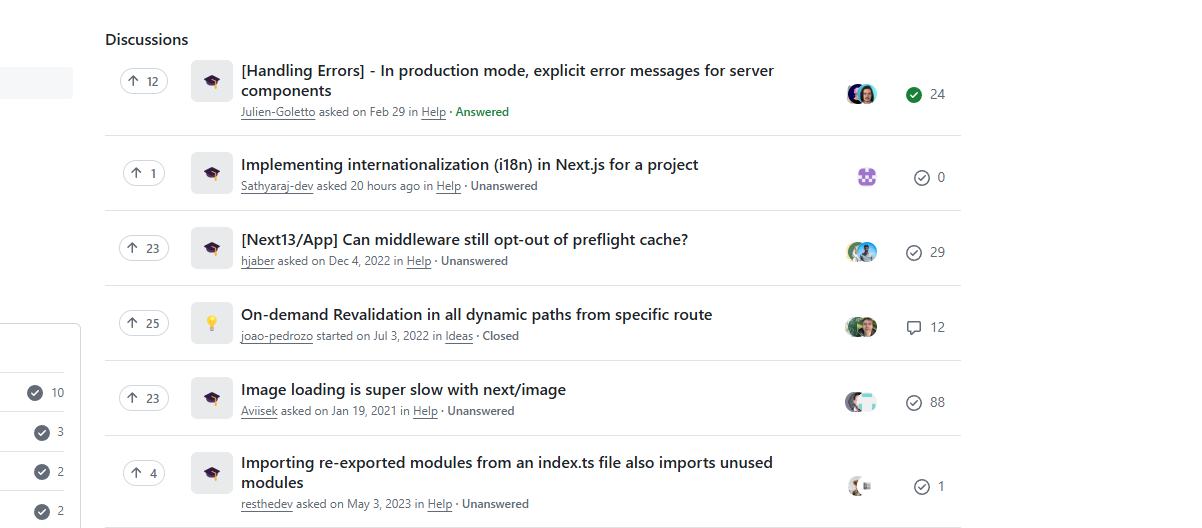 Discussions
12
[Handling Errors] - In production mode, explicit error messages for server
components
Julien-Goletto asked on Feb 29 in Help · Answered
24
1
Implementing internationalization (i18n) in Next.js for a project
Sathyaraj-dev asked 20 hours ago in Help · Unanswered
0
23
[Next13/App] Can middleware still opt-out of preflight cache?
hjaber asked on Dec 4, 2022 in Help · Unanswered
29
25
On-demand Revalidation in all dynamic paths from specific route
joao-pedrozo started on Jul 3, 2022 in Ideas · Closed
12
23
Image loading is super slow with next/image
Aviisek asked on Jan 19, 2021 in Help · Unanswered
88
4
Importing re-exported modules from an index.ts file also imports unused
modules
resthedev asked on May 3, 2023 in Help · Unanswered
1
10
3
2
2